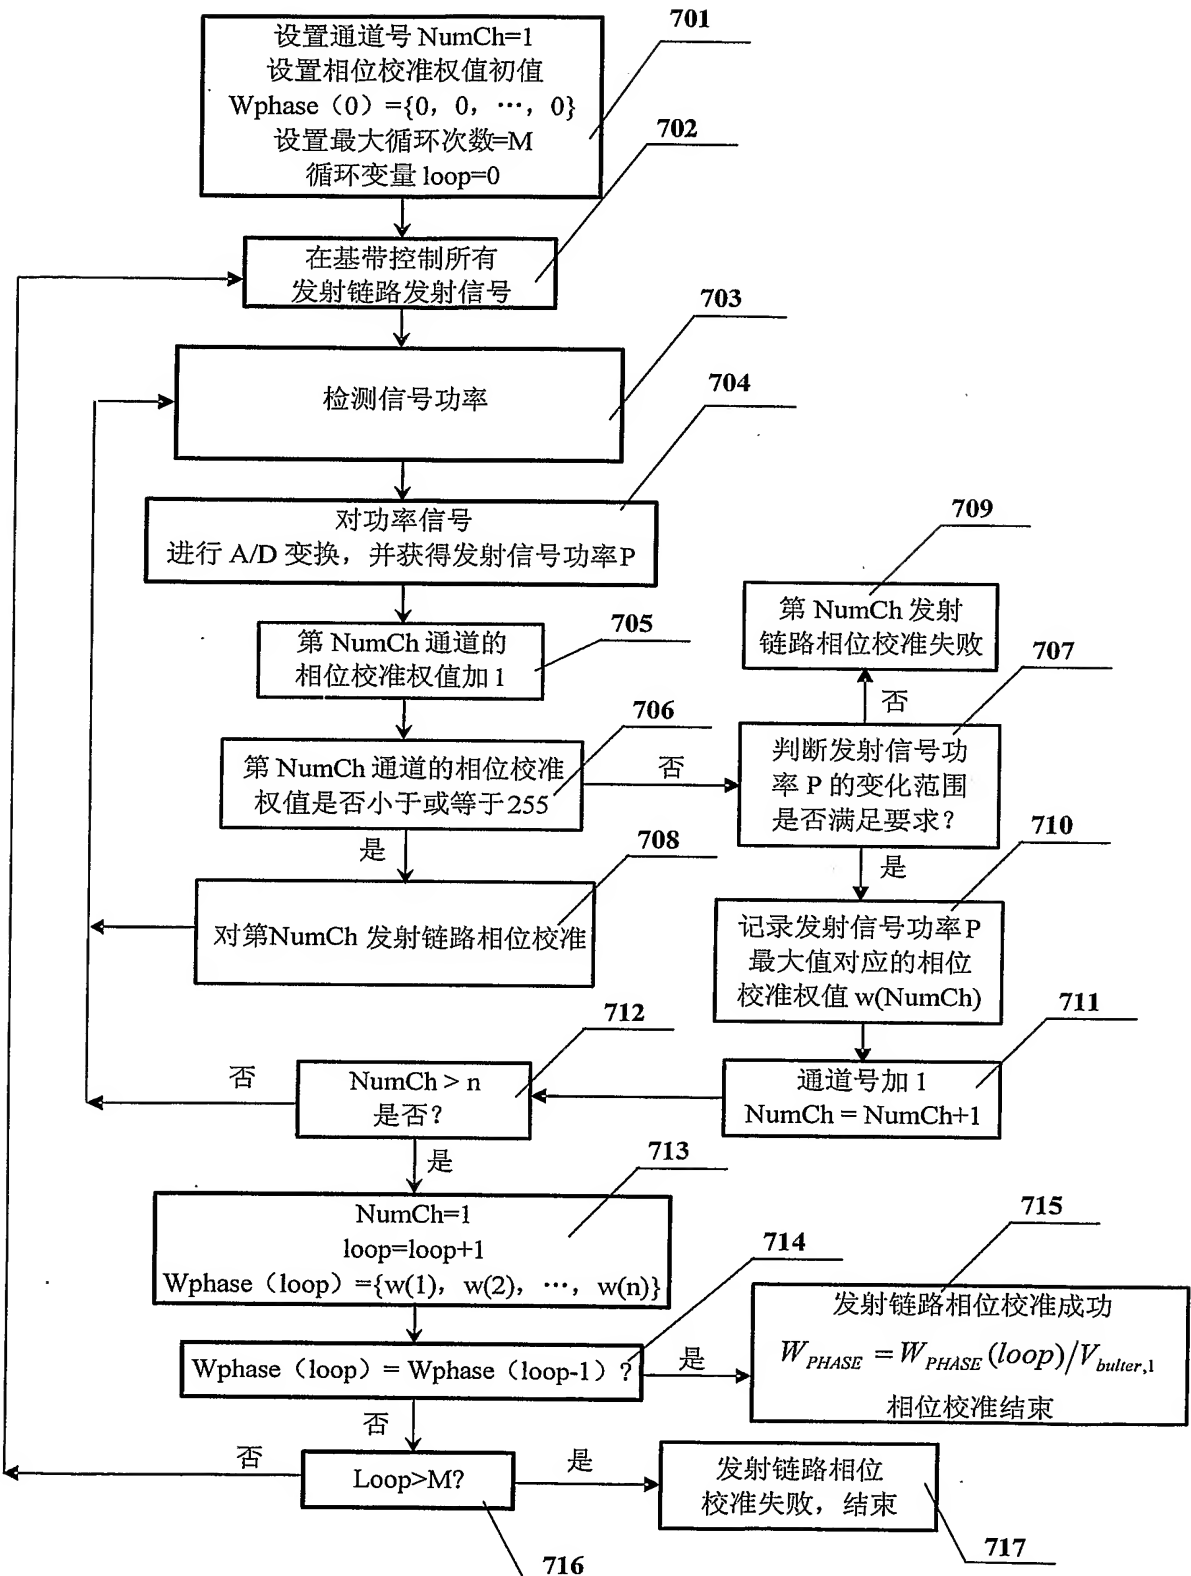 701
设置通道号 NumCh=1
设置相位校准权值初值
Wphase（0）={0，0，…，0}
设置最大循环次数=M
循环变量 loop=0
702
在基带控制所有
发射链路发射信号
703
检测信号功率
704
对功率信号
进行 A/D 变换，并获得发射信号功率P
709
第 NumCh 发射
链路相位校准失败
705
第 NumCh 通道的
相位校准权值加 1
707
否
706
第 NumCh 通道的相位校准
权值是否小于或等于 255
否
判断发射信号功
率 P 的变化范围
是否满足要求？
是
708
710
是
对第NumCh 发射链路相位校准
记录发射信号功率P
最大值对应的相位
校准权值 w(NumCh)
712
711
否
NumCh > n
是否？
通道号加 1
NumCh = NumCh+1
是
713
NumCh=1
loop=loop+1
Wphase（loop）={w(1)，w(2)，…，w(n)}
714
715
Wphase（loop）= Wphase（loop-1）?
是
发射链路相位校准成功
W_PHASE = W_PHASE (loop)/V_bulter,1
相位校准结束
否
否
Loop>M?
是
发射链路相位
校准失败，结束
716
717